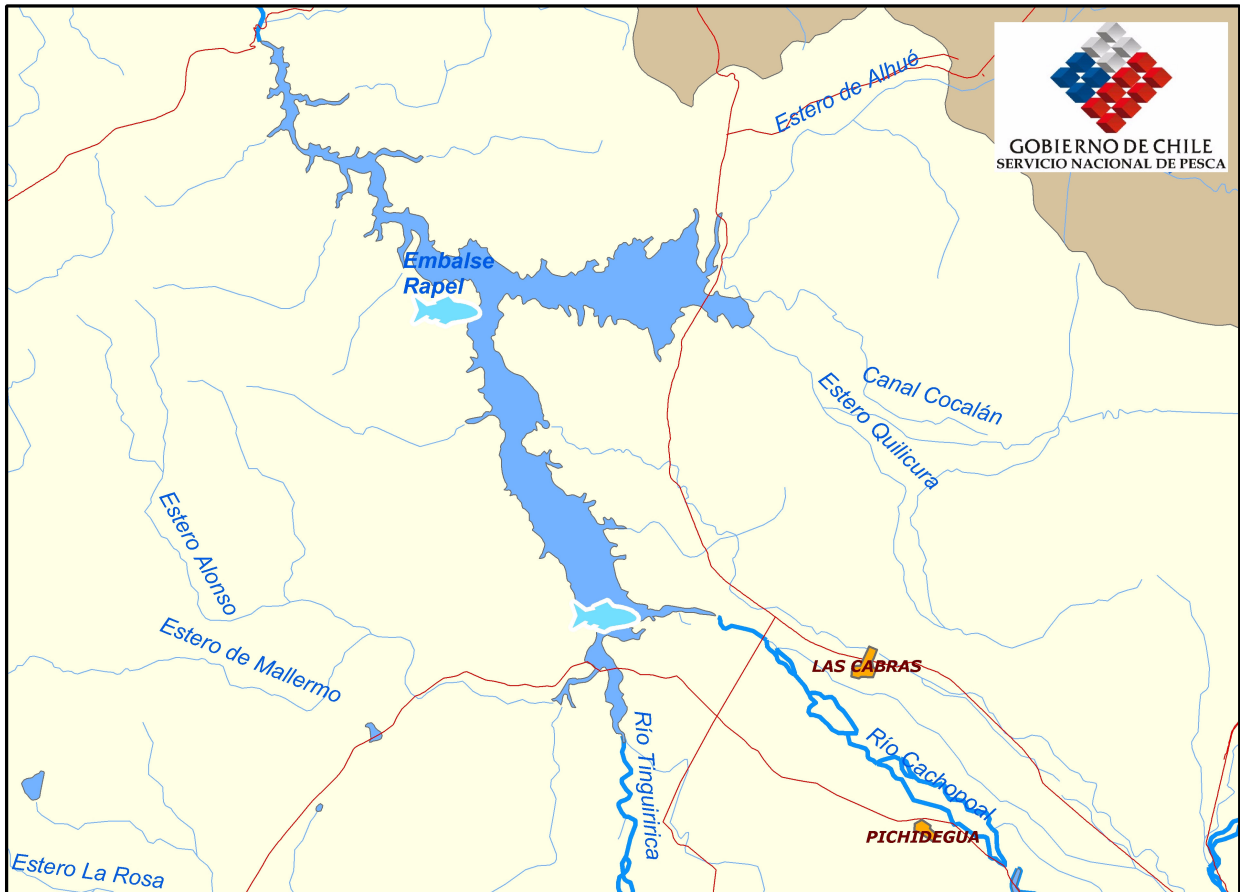 Estero de Alhué
GOBIERNO DE CHILE
SERVICIO NACIONAL DE PESCA
Embalse
Rapel
Canal Cocalán
Estero Quilicura
Estero Alonso
Estero de Mallermo
LAS CABRAS
Río Tinguiririca
Río Cachopoal
PICHIDEGUA
Estero La Rosa